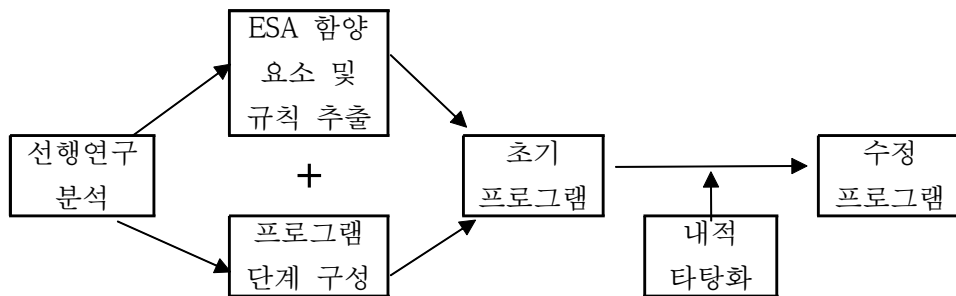 ESA 함양
요소 및
규칙 추출
선행연구
분석
+
초기
프로그램
수정
프로그램
프로그램
단계 구성
내적
타탕화